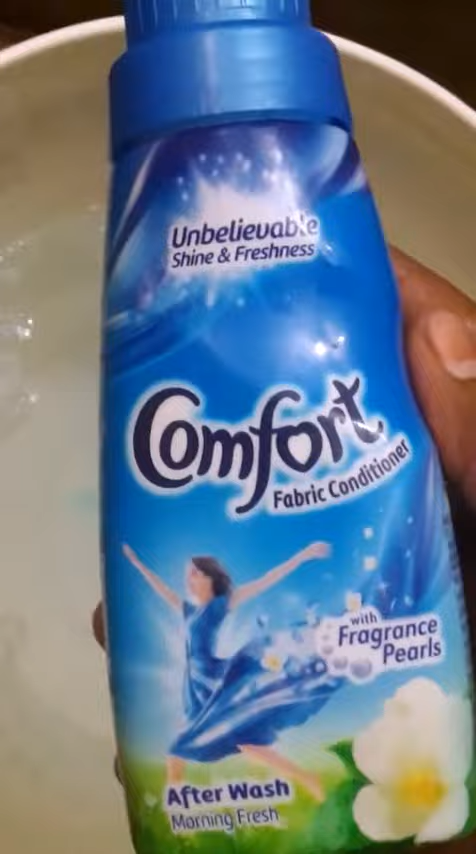 Unbelievable
Shine & Freshness
Comfort
Fabric Conditioner
with
Fragrance
Pearls
After Wash
Morning Fresh